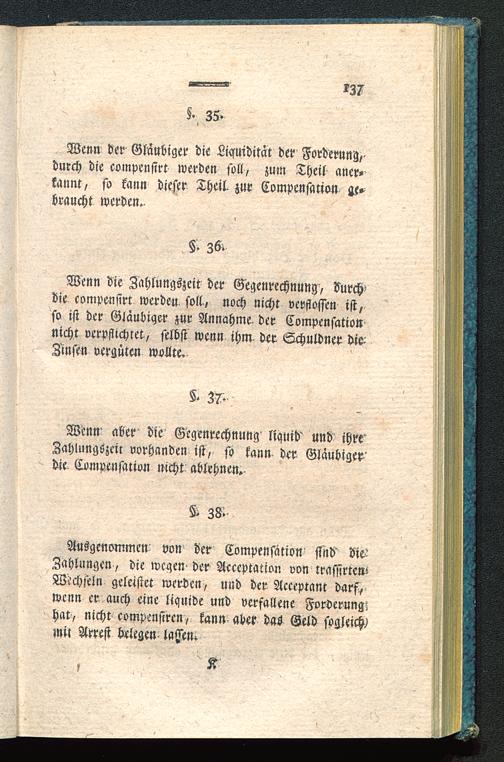 137
§. 35.
Wenn der Gläubiger die Liquidität der Forderung,
durch die compensirt werden soll, zum Theil aner-
kannt, so kann dieser Theil zur Compensation ge-
braucht werden.
§. 36.
Wenn die Zahlungszeit der Gegenrechnung, durch
die compensirt werden soll, noch nicht verflossen ist,
so ist der Gläubiger zur Annahme der Compensation
nicht verpflichtet, selbst wenn ihm der Schuldner die
Zinsen vergüten wollte.
§. 37.
Wenn aber die Gegenrechnung liquid und ihre
Zahlungszeit vorhanden ist, so kann der Gläubiger
die Compensation nicht ablehnen.
§. 38.
Ausgenommen von der Compensation sind die
Zahlungen, die wegen der Acceptation von trassirten
Wechseln geleistet werden, und der Acceptant darf,
wenn er auch eine liquide und verfallene Forderung
hat, nicht compensiren, kann aber das Geld sogleich
mit Arrest belegen lassen.
K